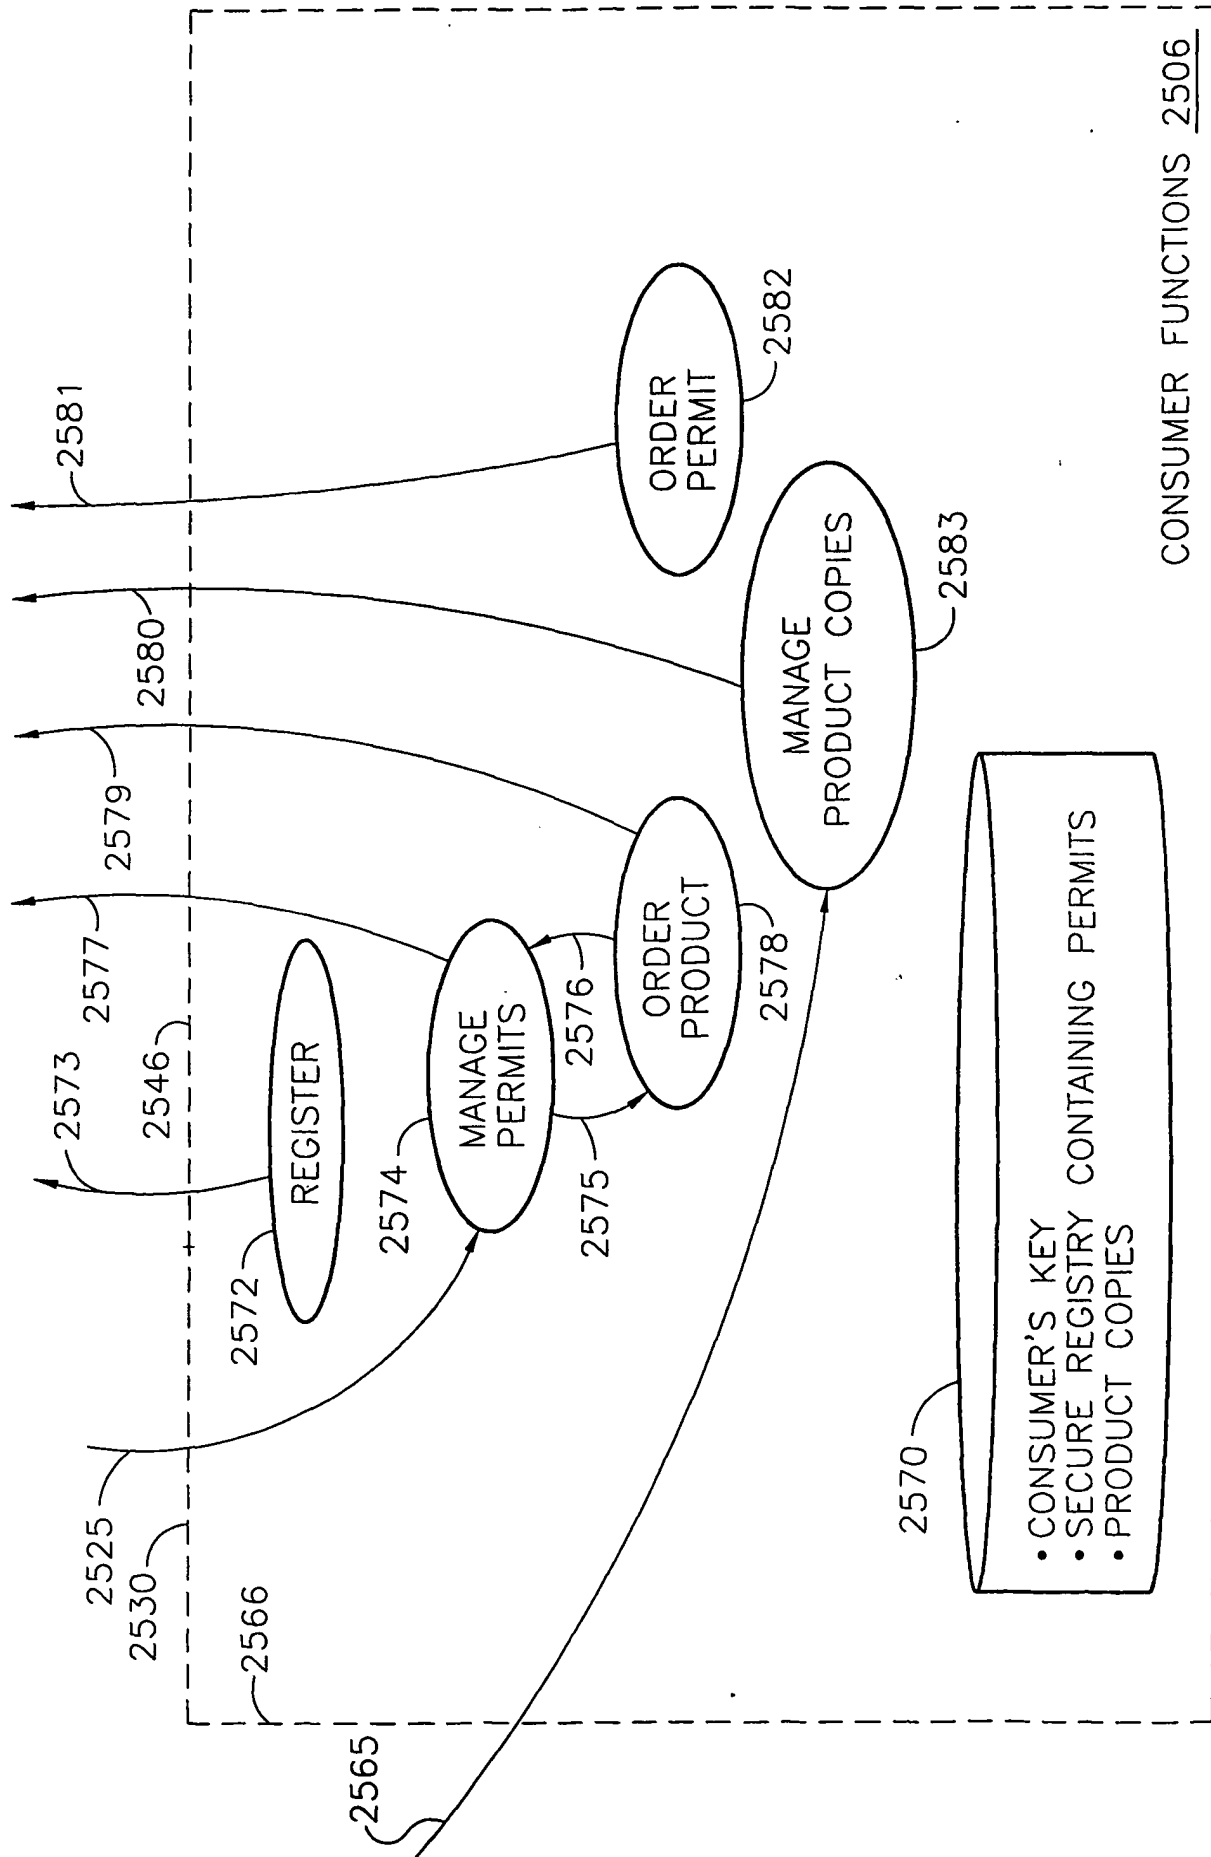 2581
2580
2579
2577
2573
2546
2525
2530
2566
2565
REGISTER
2572
MANAGE
PERMITS
2574
2575
2576
ORDER
PRODUCT
2578
ORDER
PERMIT
2582
MANAGE
PRODUCT COPIES
2583
2570
• CONSUMER'S KEY
• SECURE REGISTRY CONTAINING PERMITS
• PRODUCT COPIES
CONSUMER FUNCTIONS 2506